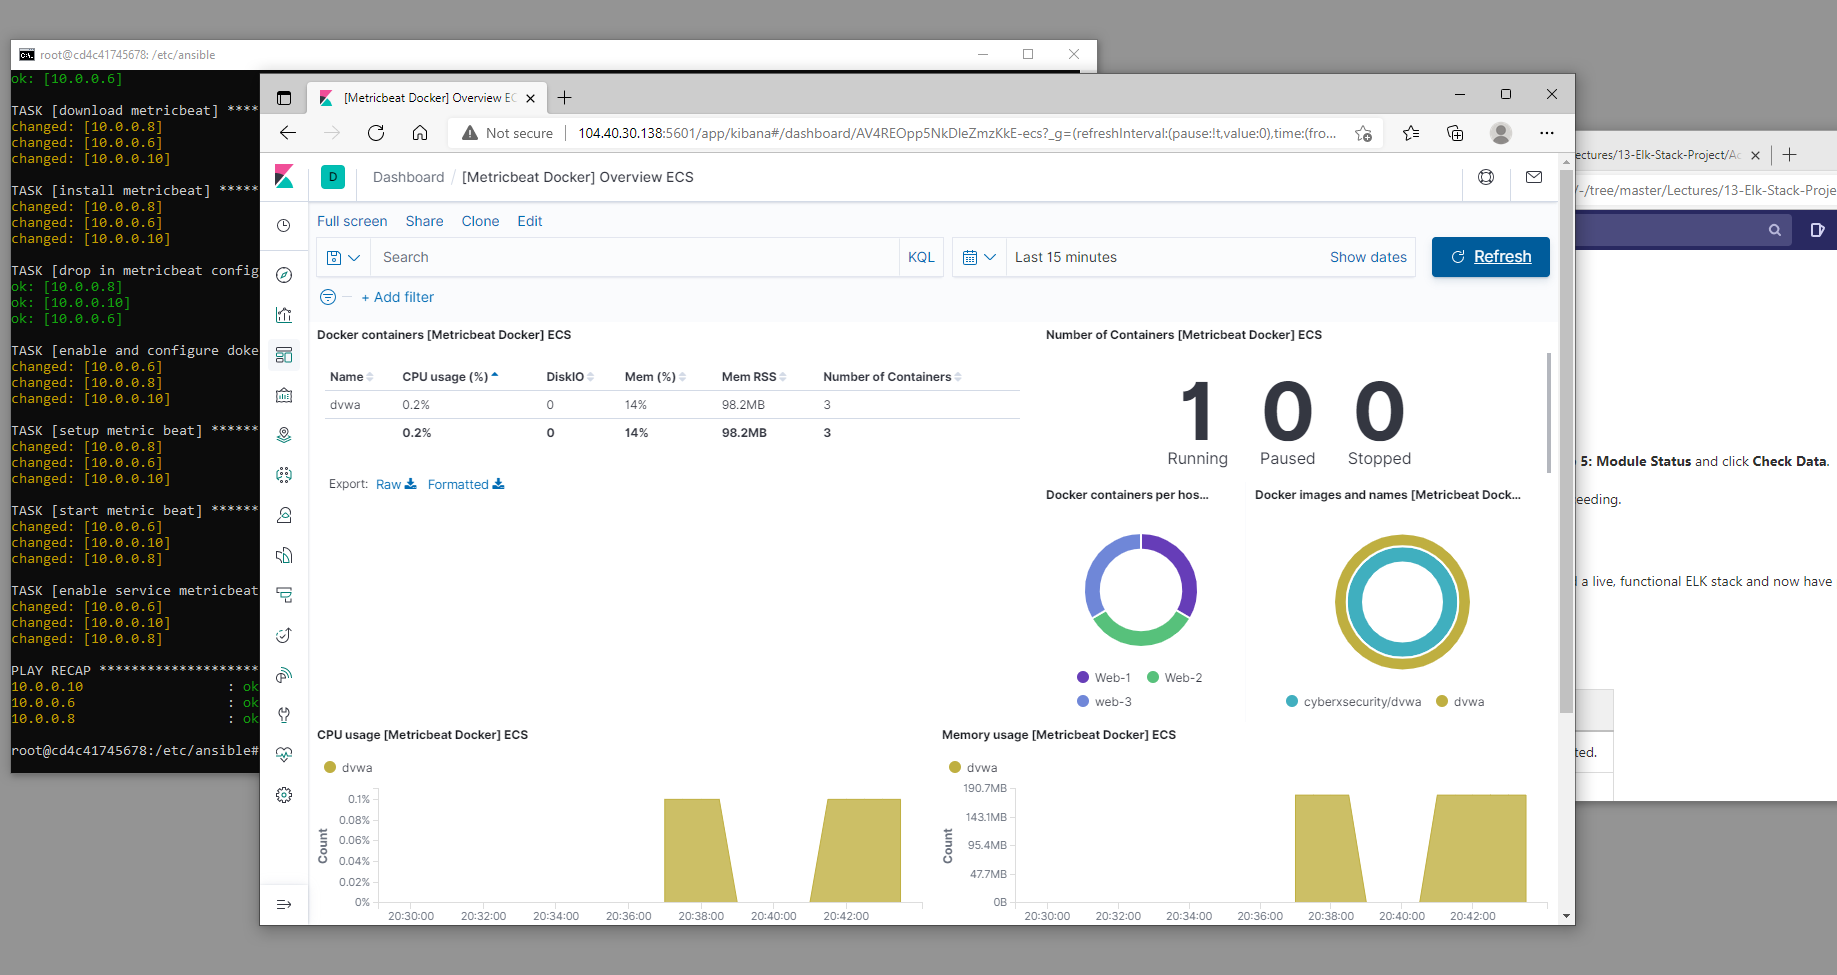 root@cd4c41745678: /etc/ansible
ok: [10.0.0.6]
TASK [download metricbeat] ****
changed: [10.0.0.8]
changed: [10.0.0.6]
changed: [10.0.0.10]
TASK [install metricbeat] *****
changed: [10.0.0.8]
changed: [10.0.0.6]
changed: [10.0.0.10]
TASK [drop in metricbeat config
ok: [10.0.0.8]
ok: [10.0.0.10]
ok: [10.0.0.6]
TASK [enable and configure doke
changed: [10.0.0.6]
changed: [10.0.0.8]
changed: [10.0.0.10]
TASK [setup metric beat] ******
changed: [10.0.0.8]
changed: [10.0.0.6]
changed: [10.0.0.10]
TASK [start metric beat] ******
changed: [10.0.0.6]
changed: [10.0.0.10]
changed: [10.0.0.8]
TASK [enable service metricbeat
changed: [10.0.0.6]
changed: [10.0.0.10]
changed: [10.0.0.8]
PLAY RECAP ********************
10.0.0.10 : ok
10.0.0.6 : ok
10.0.0.8 : ok
root@cd4c41745678:/etc/ansible#
[Metricbeat Docker] Overview EC
Not secure 104.40.30.138:5601/app/kibana#/dashboard/AV4REOpp5NkDleZmzKkE-ecs?_g=(refreshInterval:(pause:!t,value:0),time:(fro...
D Dashboard / [Metricbeat Docker] Overview ECS
Full screen Share Clone Edit
Search KQL Last 15 minutes Show dates Refresh
+ Add filter
Docker containers [Metricbeat Docker] ECS
Name CPU usage (%) DiskIO Mem (%) Mem RSS Number of Containers
dvwa 0.2% 0 14% 98.2MB 3
0.2% 0 14% 98.2MB 3
Export: Raw Formatted
Number of Containers [Metricbeat Docker] ECS
1 0 0
Running Paused Stopped
Docker containers per hos...
Web-1 Web-2
web-3
Docker images and names [Metricbeat Dock...
cyberxsecurity/dvwa dvwa
CPU usage [Metricbeat Docker] ECS
dvwa
Count
0.1%
0.08%
0.06%
0.04%
0.02%
0%
20:30:00 20:32:00 20:34:00 20:36:00 20:38:00 20:40:00 20:42:00
Memory usage [Metricbeat Docker] ECS
dvwa
Count
190.7MB
143.1MB
95.4MB
47.7MB
0B
20:30:00 20:32:00 20:34:00 20:36:00 20:38:00 20:40:00 20:42:00
ectures/13-Elk-Stack-Project/Ac
/-/tree/master/Lectures/13-Elk-Stack-Proje
5: Module Status and click Check Data.
eeding.
a live, functional ELK stack and now have
ted.